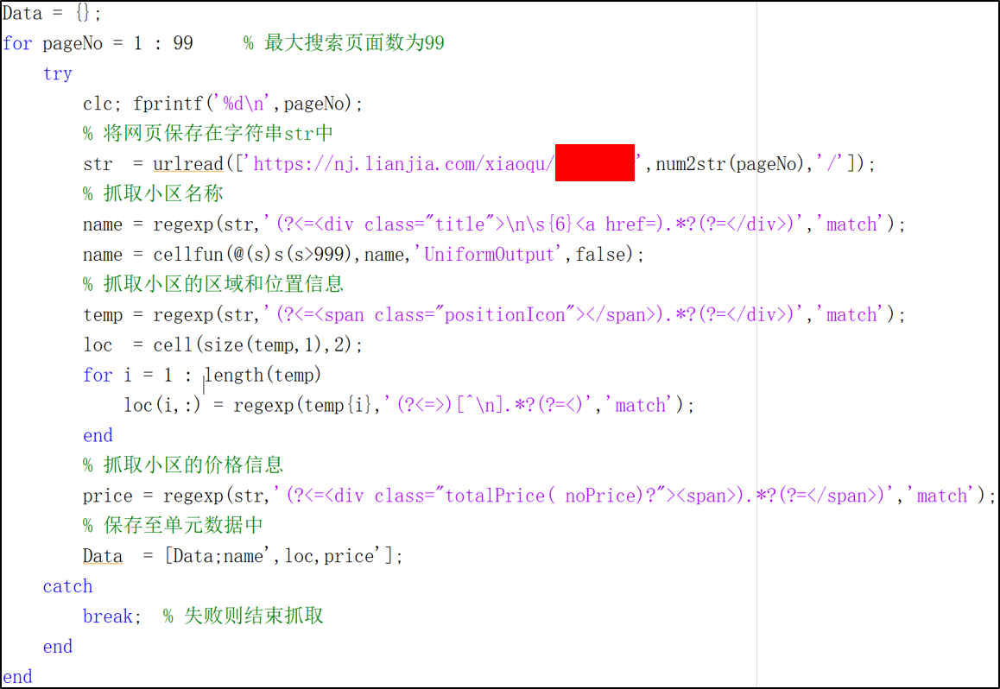 Data = {};
for pageNo = 1 : 99     % 最大搜索页面数为99
    try
        clc; fprintf('%d\n',pageNo);
        % 将网页保存在字符串str中
        str  = urlread(['https://nj.lianjia.com/xiaoqu/',num2str(pageNo),'/']);
        % 抓取小区名称
        name = regexp(str,'(?<=<div class="title">\n\s{6}<a href=).*?(?=</div>)','match');
        name = cellfun(@(s)s(s>999),name,'UniformOutput',false);
        % 抓取小区的区域和位置信息
        temp = regexp(str,'(?<=<span class="positionIcon"></span>).*?(?=</div>)','match');
        loc  = cell(size(temp,1),2);
        for i = 1 : length(temp)
            loc(i,:) = regexp(temp{i},'(?<=>)[^\n].*?(?=<)','match');
        end
        % 抓取小区的价格信息
        price = regexp(str,'(?<=<div class="totalPrice( noPrice)?"><span>).*?(?=</span>)','match');
        % 保存至单元数据中
        Data  = [Data;name',loc,price'];
    catch
        break;  % 失败则结束抓取
    end
end